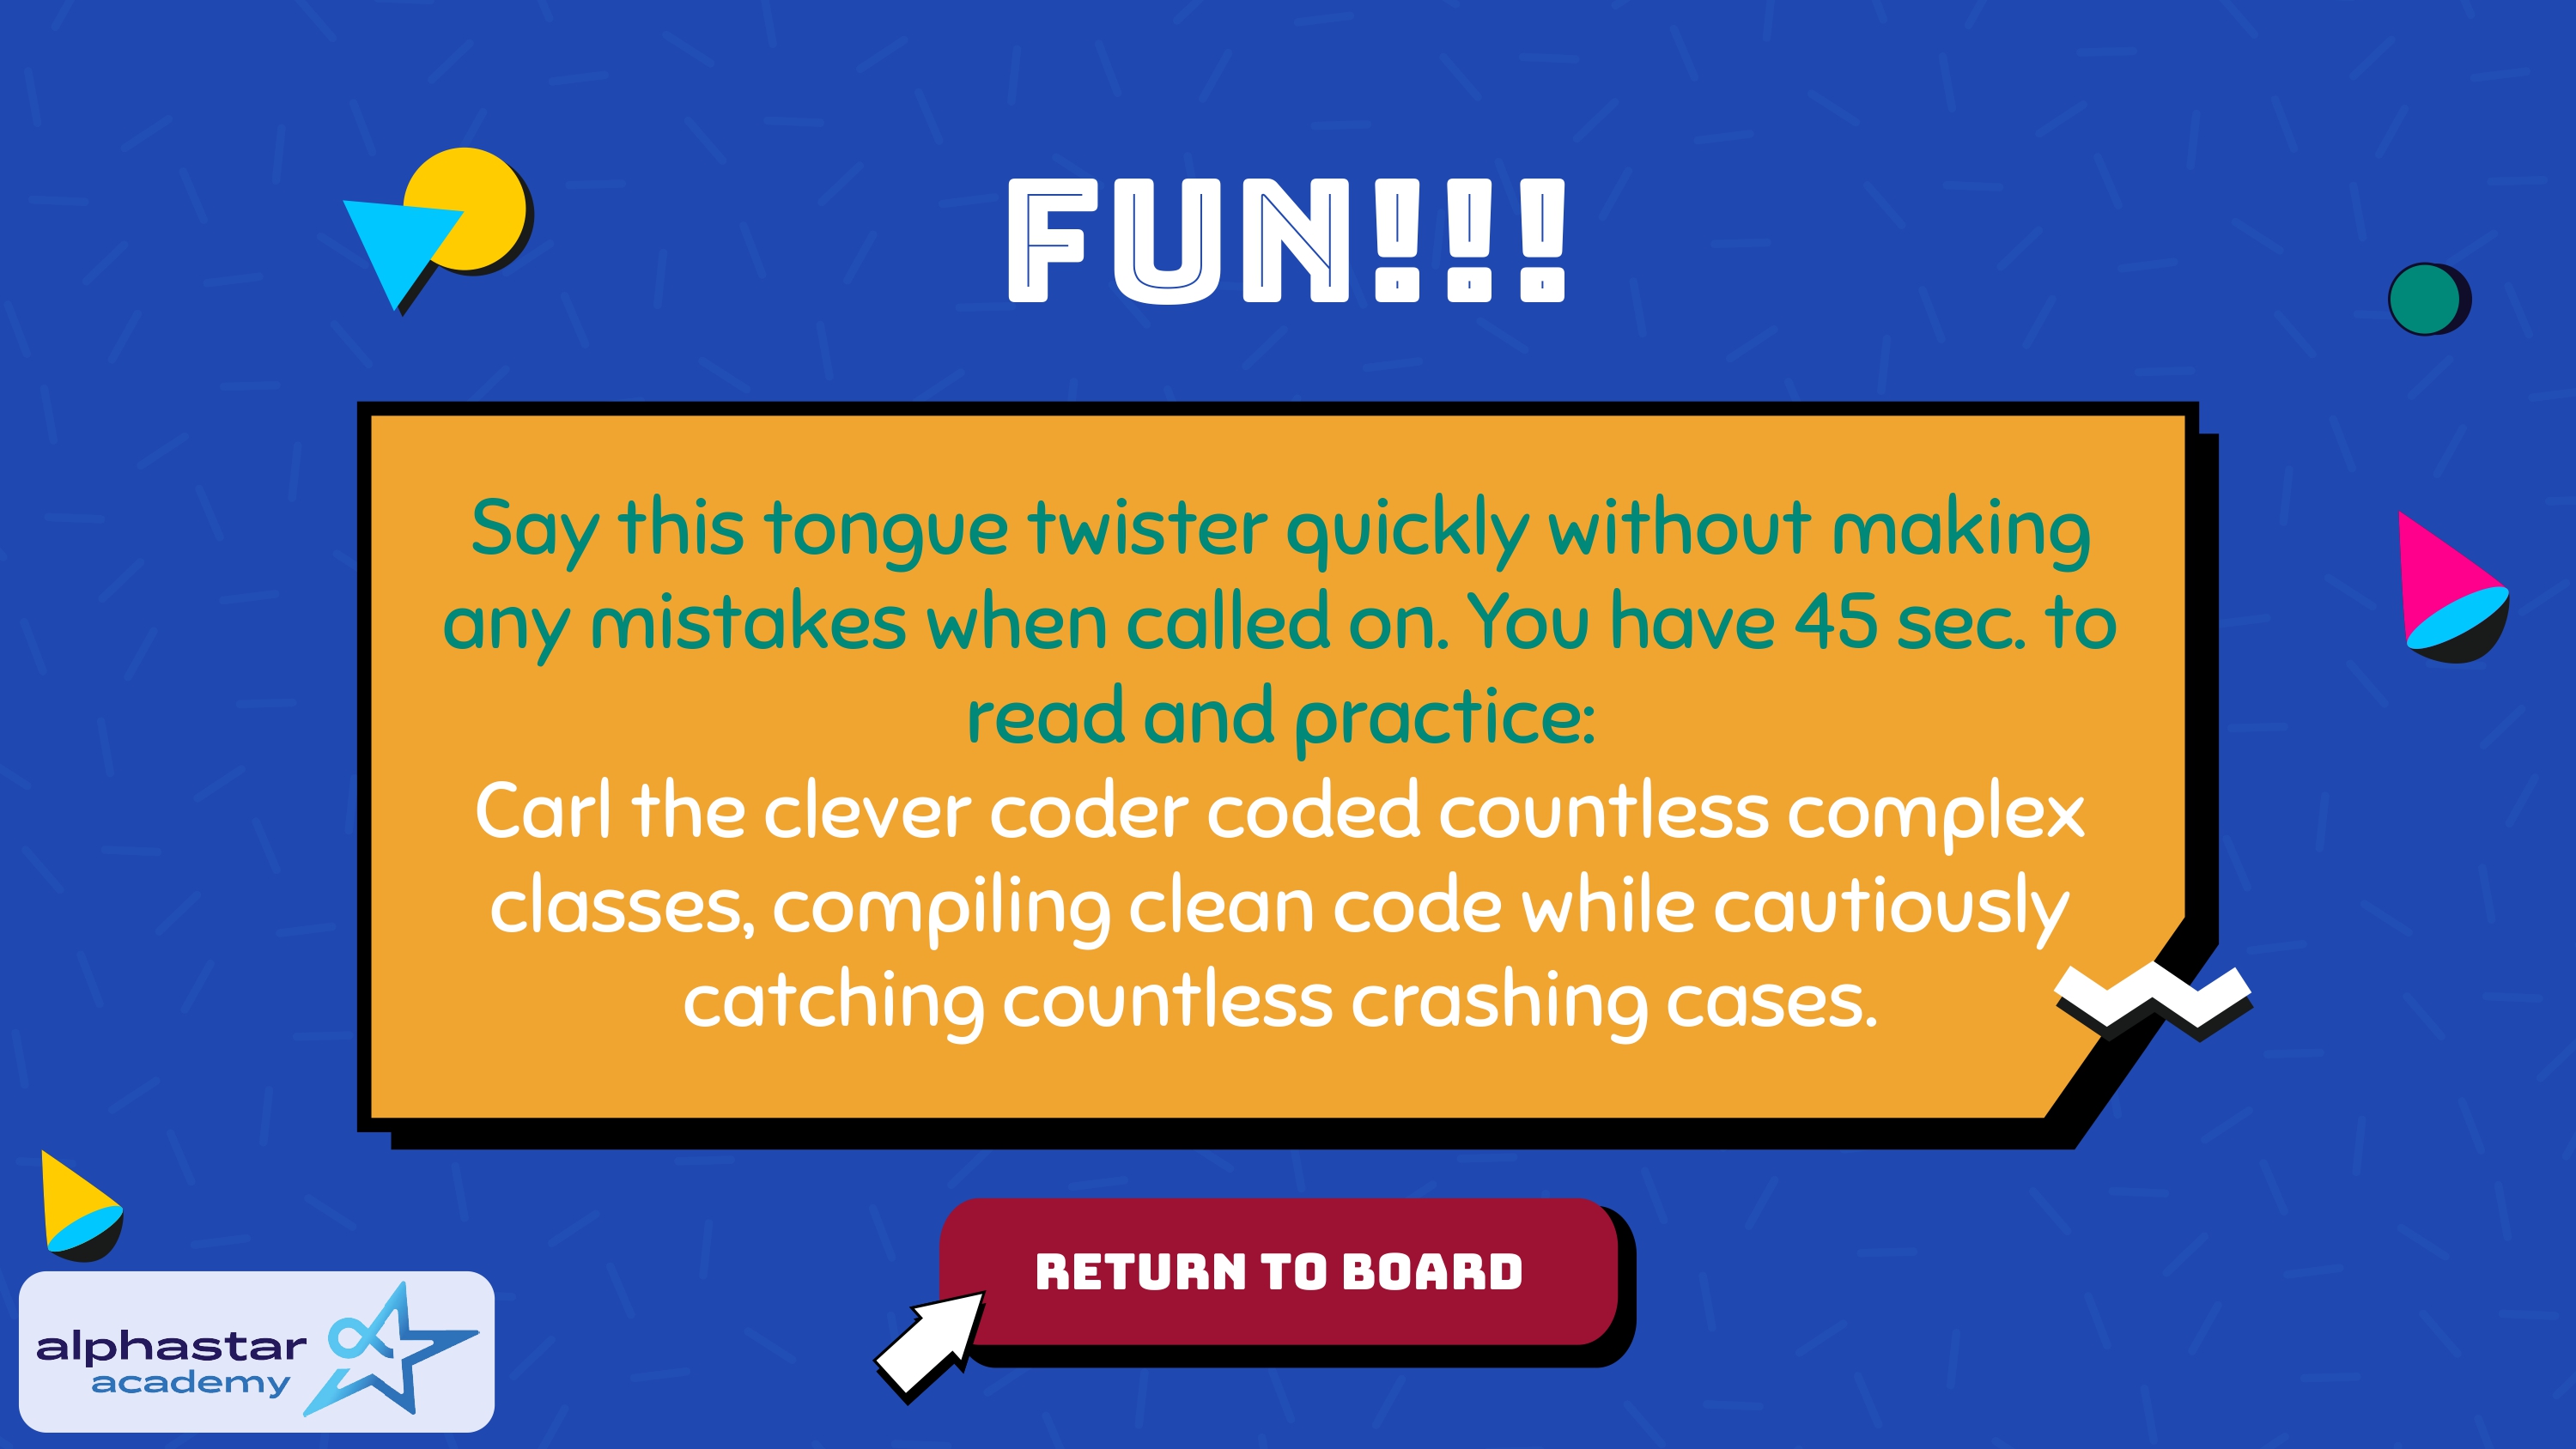 FUN!!!
Say this tongue twister quickly without making
any mistakes when called on. You have 45 sec. to
read and practice:
Carl the clever coder coded countless complex
classes, compiling clean code while cautiously
catching countless crashing cases.
RETURN TO BOARD
alphastar
academy